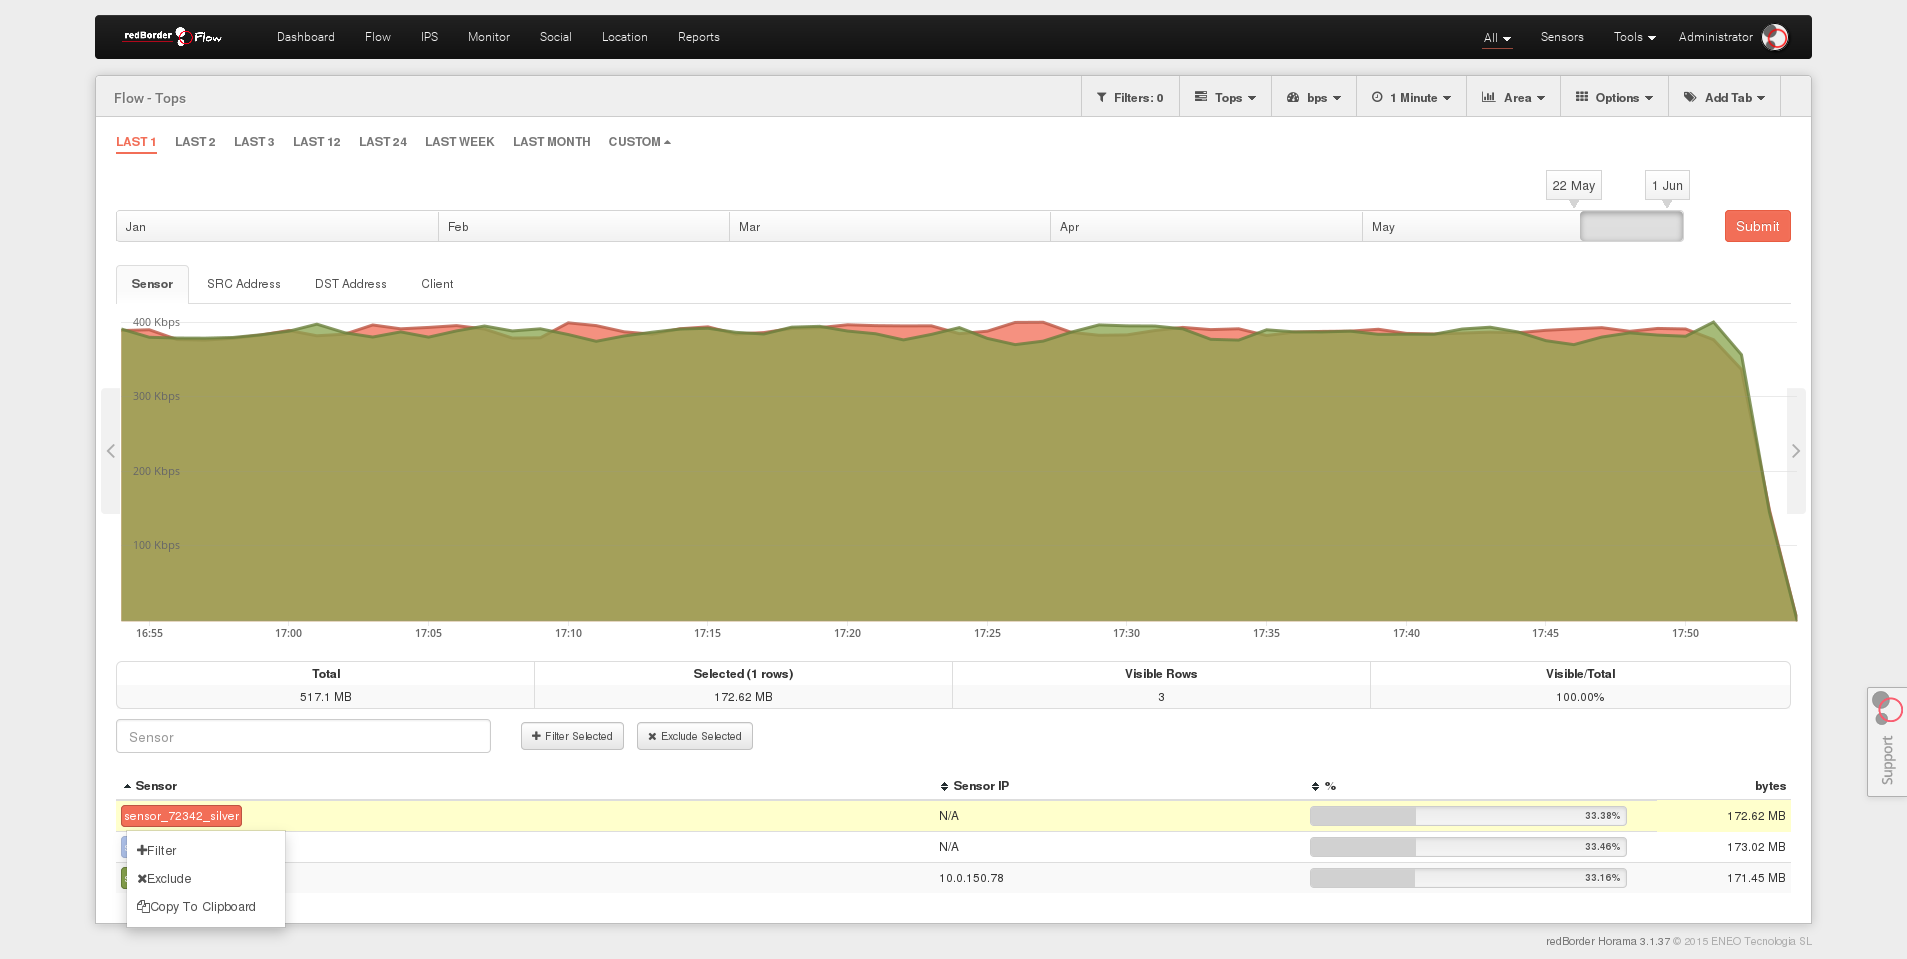 redBorder Flow Dashboard Flow IPS Monitor Social Location Reports All Sensors Tools Administrator
Flow - Tops Filters: 0 Tops bps 1 Minute Area Options Add Tab
LAST 1 LAST 2 LAST 3 LAST 12 LAST 24 LAST WEEK LAST MONTH CUSTOM
22 May 1 Jun
Jan Feb Mar Apr May Submit
Sensor SRC Address DST Address Client
400 Kbps
300 Kbps
200 Kbps
100 Kbps
16:55 17:00 17:05 17:10 17:15 17:20 17:25 17:30 17:35 17:40 17:45 17:50
Total Selected (1 rows) Visible Rows Visible/Total
517.1 MB 172.62 MB 3 100.00%
Sensor Filter Selected Exclude Selected
Support
Sensor Sensor IP % bytes
sensor_72342_silver N/A 33.38% 172.62 MB
Filter N/A 33.46% 173.02 MB
Exclude 10.0.150.78 33.16% 171.45 MB
Copy To Clipboard
redBorder Horama 3.1.37 © 2015 ENEO Tecnologia SL